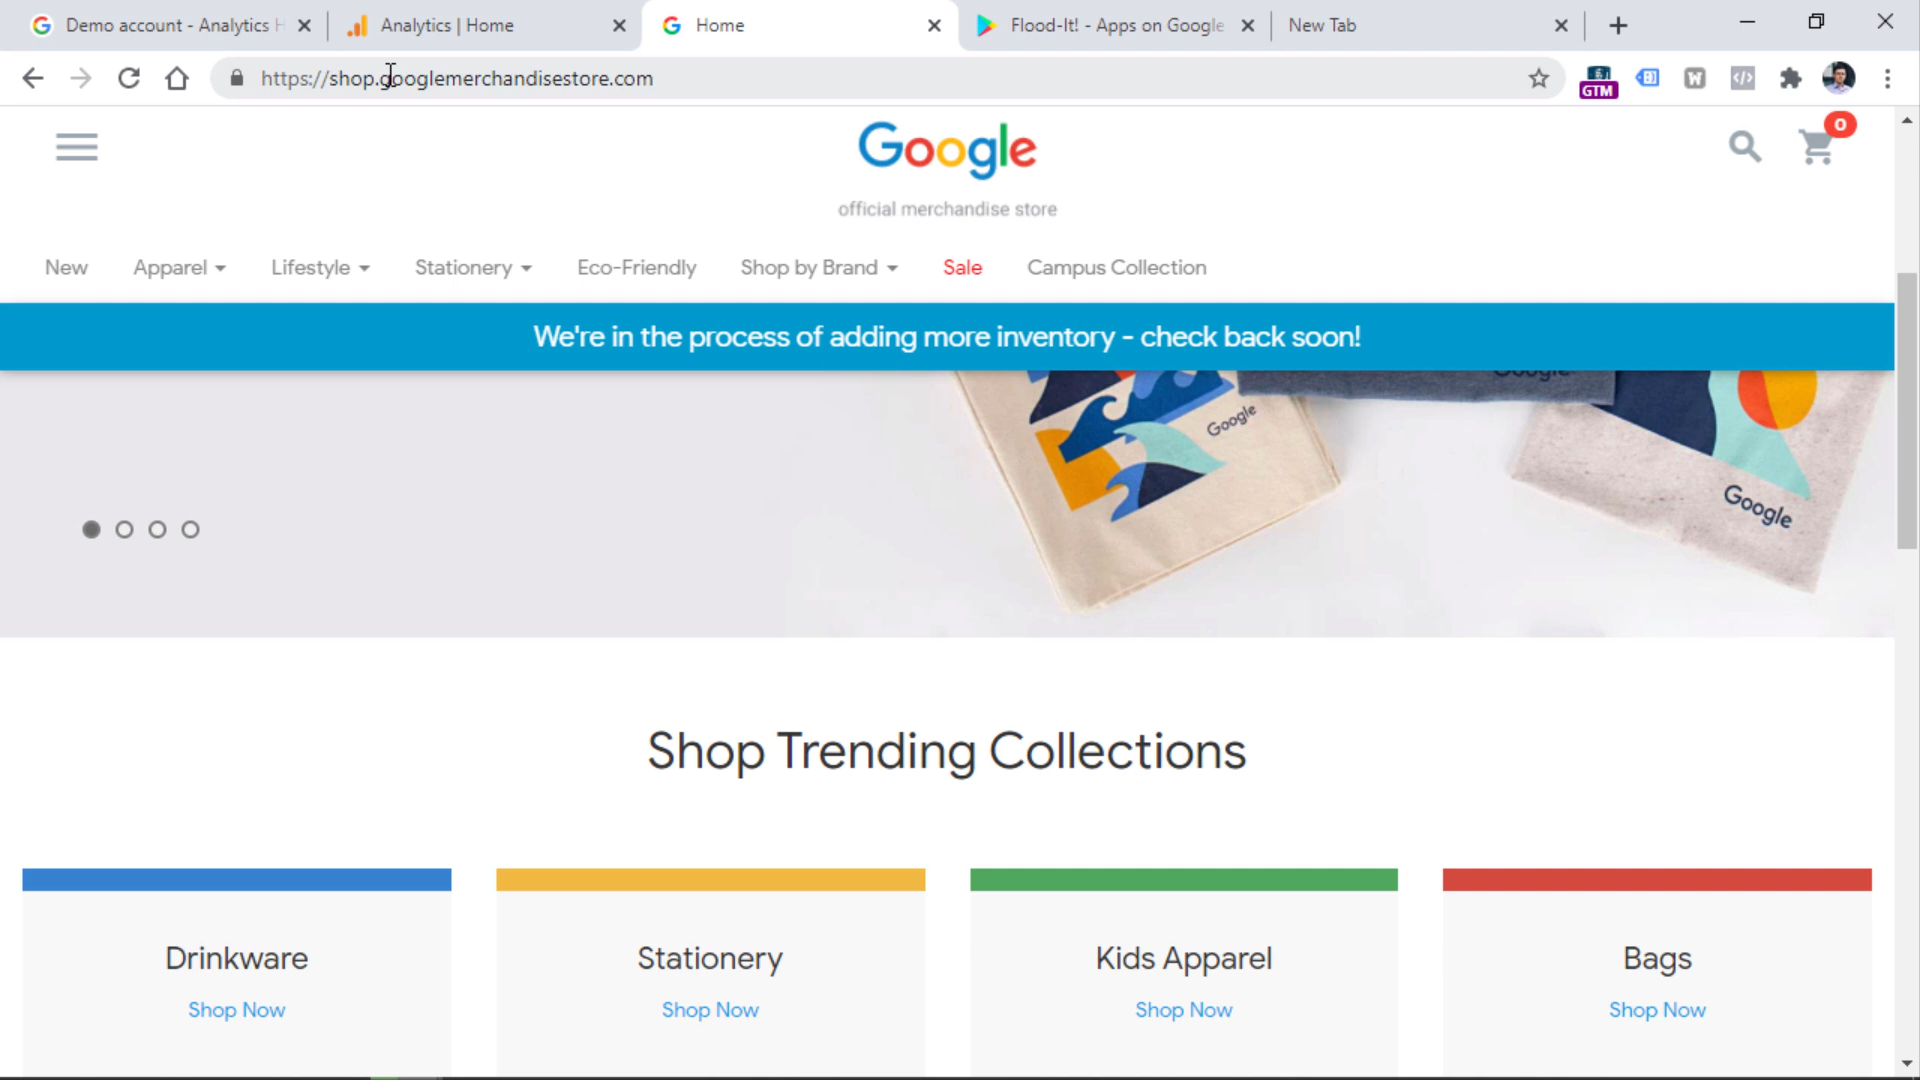 Demo account - Analytics H
Analytics | Home
Home
Flood-It! - Apps on Google
New Tab
https://shop.googlemerchandisestore.com
GTM
W
</>
Google
0
official merchandise store
New
Apparel
Lifestyle
Stationery
Eco-Friendly
Shop by Brand
Sale
Campus Collection
We're in the process of adding more inventory - check back soon!
Google
Google
Google
Shop Trending Collections
Drinkware
Stationery
Kids Apparel
Bags
Shop Now
Shop Now
Shop Now
Shop Now